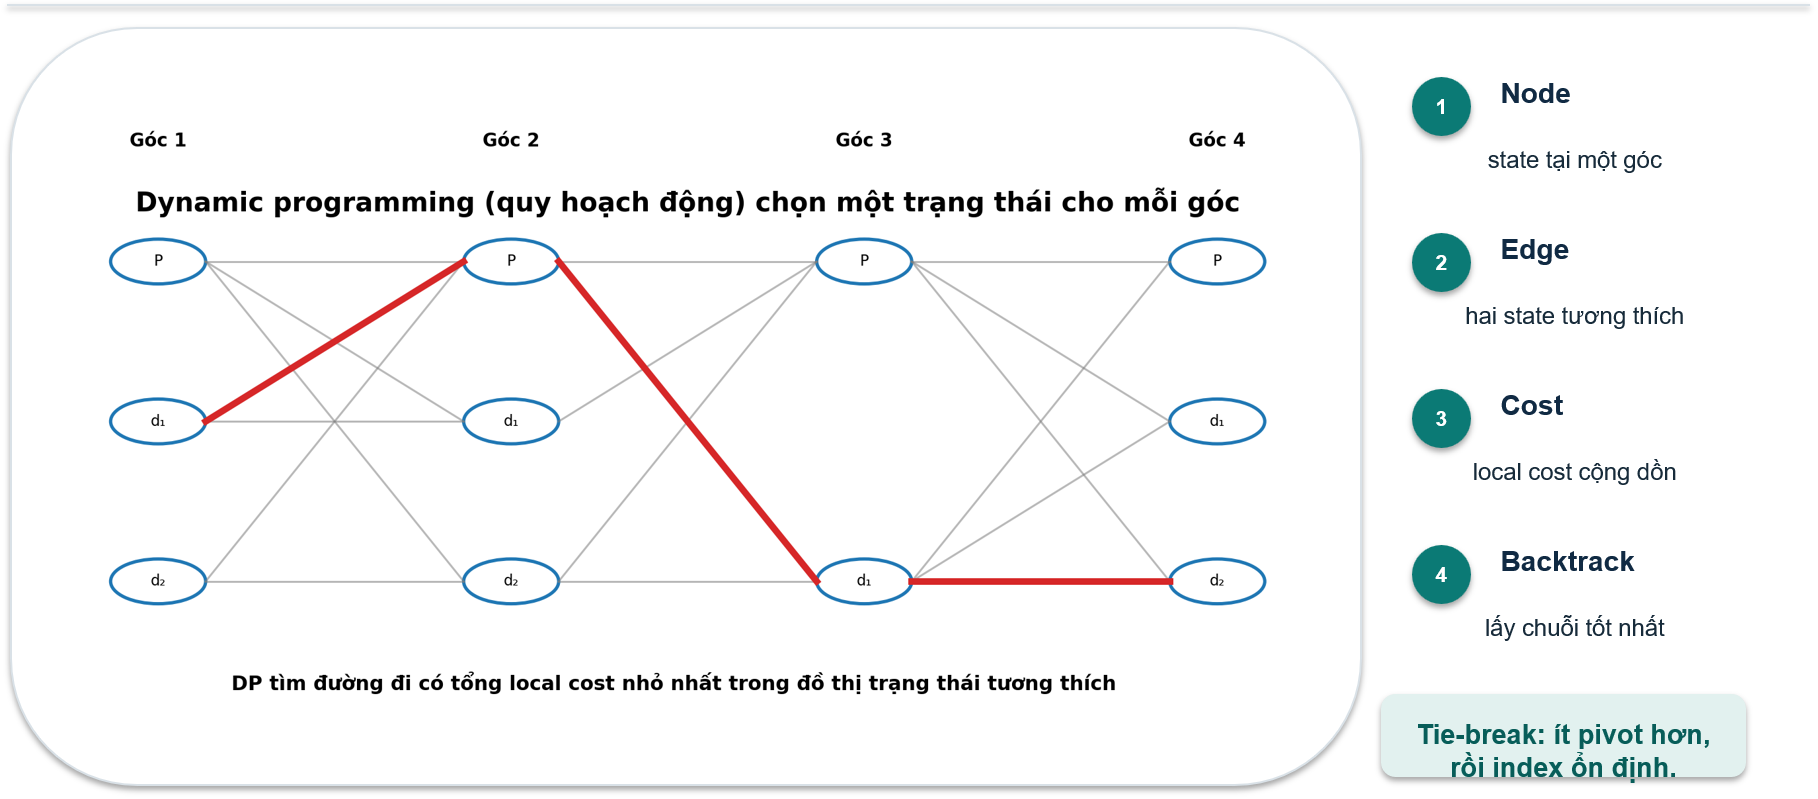 Góc 1 Góc 2 Góc 3 Góc 4
Dynamic programming (quy hoạch động) chọn một trạng thái cho mỗi góc
P P P P
d₁ d₁ d₁
d₂ d₂ d₁ d₂
DP tìm đường đi có tổng local cost nhỏ nhất trong đồ thị trạng thái tương thích
1 Node
state tại một góc
2 Edge
hai state tương thích
3 Cost
local cost cộng dồn
4 Backtrack
lấy chuỗi tốt nhất
Tie-break: ít pivot hơn,
rồi index ổn định.